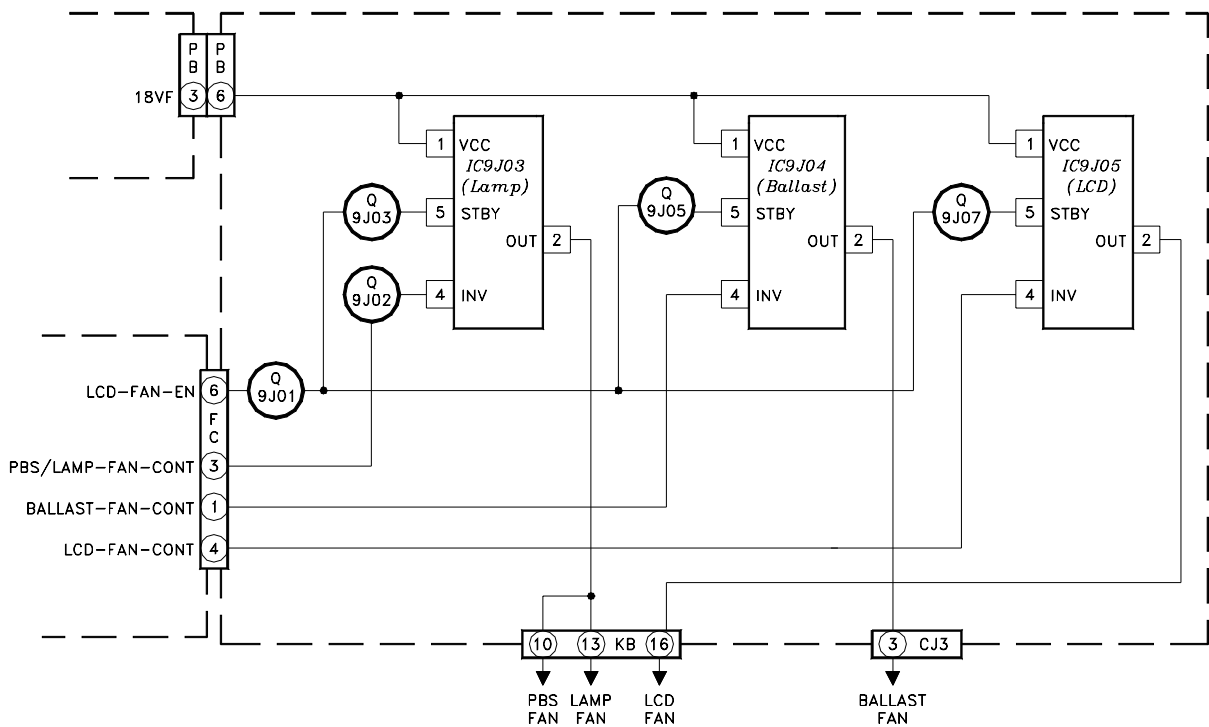 P
B
P
B
18VF
3
6
1
VCC
IC9J03
(Lamp)
Q
9J03
5
STBY
OUT
2
Q
9J02
4
INV
1
VCC
IC9J04
(Ballast)
Q
9J05
5
STBY
OUT
2
4
INV
1
VCC
IC9J05
(LCD)
Q
9J07
5
STBY
OUT
2
4
INV
LCD-FAN-EN
6
Q
9J01
F
C
PBS/LAMP-FAN-CONT
3
BALLAST-FAN-CONT
1
LCD-FAN-CONT
4
10
13
KB
16
3
CJ3
PBS
FAN
LAMP
FAN
LCD
FAN
BALLAST
FAN